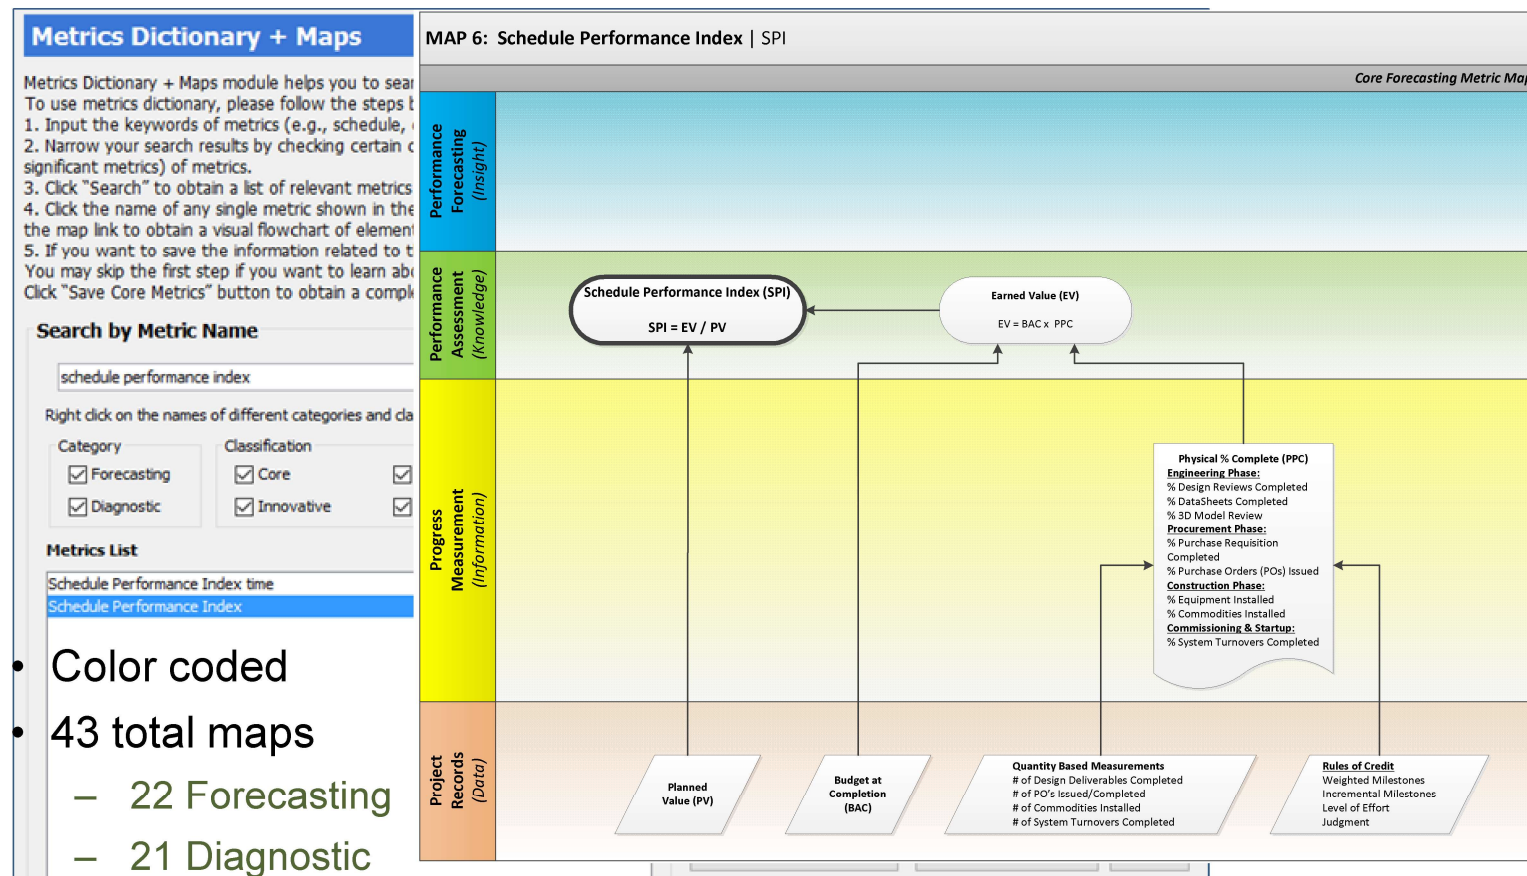 Metrics Dictionary + Maps
Metrics Dictionary + Maps module helps you to sear
To use metrics dictionary, please follow the steps
1. Input the keywords of metrics (e.g., schedule,
2. Narrow your search results by checking certain
significant metrics) of metrics.
3. Click "Search" to obtain a list of relevant metrics
4. Click the name of any single metric shown in the
the map link to obtain a visual flowchart of element
5. If you want to save the information related to t
You may skip the first step if you want to learn abo
Click "Save Core Metrics" button to obtain a comple
Search by Metric Name
schedule performance index
Right click on the names of different categories and cla
Category
Classification
Forecasting
Core
Diagnostic
Innovative
Metrics List
Schedule Performance Index time
Schedule Performance Index
• Color coded
• 43 total maps
– 22 Forecasting
– 21 Diagnostic
MAP 6: Schedule Performance Index | SPI
Core Forecasting Metric Map
Performance
Forecasting
(Insight)
Performance
Assessment
(Knowledge)
Schedule Performance Index (SPI)
SPI = EV / PV
Earned Value (EV)
EV = BAC x PPC
Progress
Measurement
(Information)
Physical % Complete (PPC)
Engineering Phase:
% Design Reviews Completed
% DataSheets Completed
% 3D Model Review
Procurement Phase:
% Purchase Requisition
Completed
% Purchase Orders (POs) Issued
Construction Phase:
% Equipment Installed
% Commodities Installed
Commissioning & Startup:
% System Turnovers Completed
Project
Records
(Data)
Planned
Value (PV)
Budget at
Completion
(BAC)
Quantity Based Measurements
# of Design Deliverables Completed
# of PO's Issued/Completed
# of Commodities Installed
# of System Turnovers Completed
Rules of Credit
Weighted Milestones
Incremental Milestones
Level of Effort
Judgment